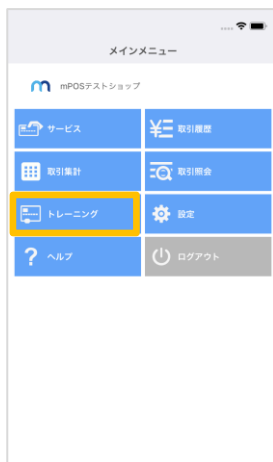 メインメニュー
mPOSテストショップ
サービス
取引履歴
取引集計
取引照会
トレーニング
設定
ヘルプ
ログアウト